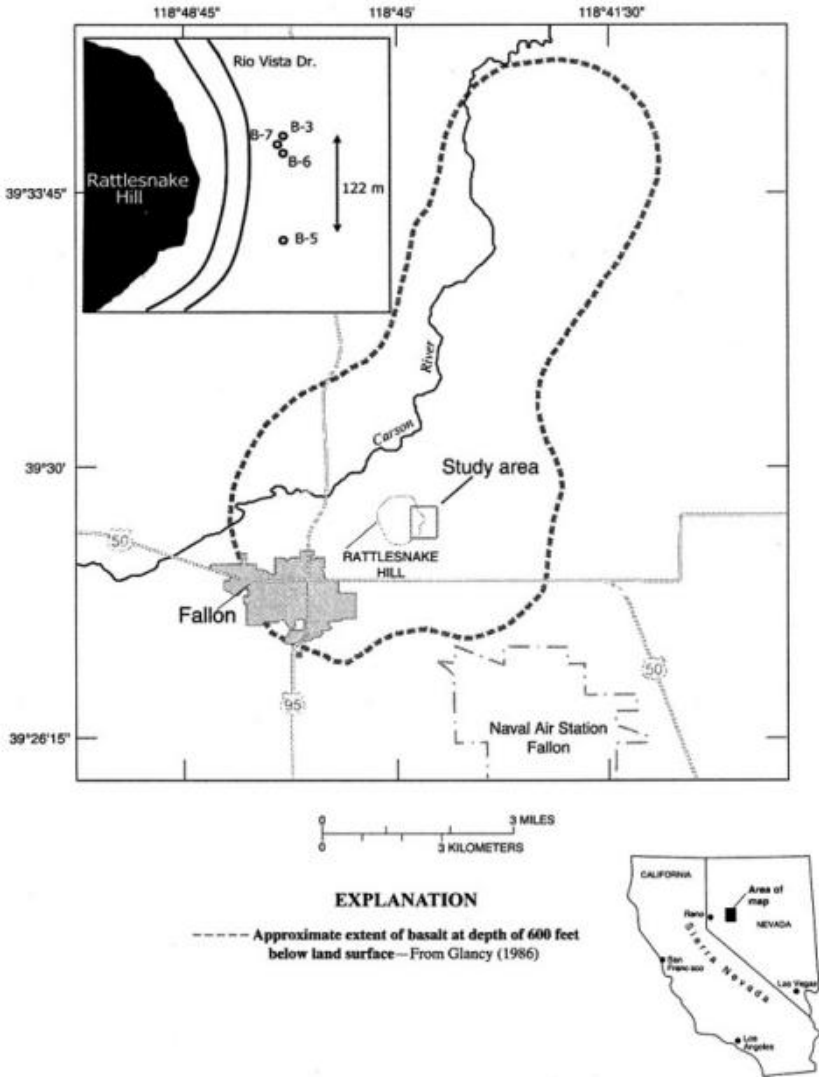 118°48'45"
118°45'
118°41'30"
Rio Vista Dr.
B-3
B-7
B-6
Rattlesnake
Hill
122 m
B-5
39°33'45"
River
Carson
39°30'
Study area
50
RATTLESNAKE
HILL
Fallon
50
95
Naval Air Station
Fallon
39°26'15"
0 3 MILES
0 3 KILOMETERS
EXPLANATION
Approximate extent of basalt at depth of 600 feet
below land surface—From Glancy (1986)
CALIFORNIA
Area of
map
Reno
NEVADA
Sierra Nevada
San
Francisco
Las Vegas
Los
Angeles